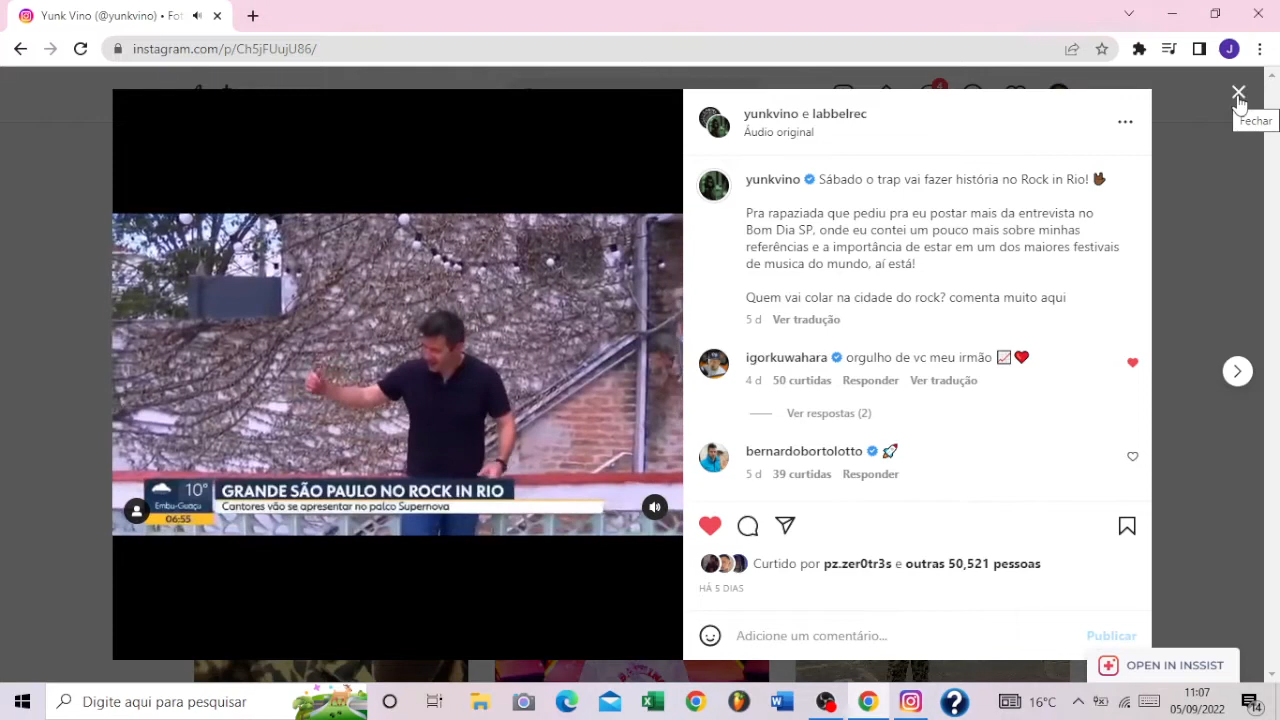 Yunk Vino (@yunkvino) • Fot
instagram.com/p/Ch5jFUujU86/
J
4
Fechar
yunkvino e labbelrec
Áudio original
yunkvino Sábado o trap vai fazer história no Rock in Rio! 🤟🏿
Pra rapaziada que pediu pra eu postar mais da entrevista no
Bom Dia SP, onde eu contei um pouco mais sobre minhas
referências e a importância de estar em um dos maiores festivais
de musica do mundo, aí está!
Quem vai colar na cidade do rock? comenta muito aqui
5 d Ver tradução
igorkuwahara orgulho de vc meu irmão 📈❤️
4 d 50 curtidas Responder Ver tradução
Ver respostas (2)
bernardobortolotto 🚀
5 d 39 curtidas Responder
10° GRANDE SÃO PAULO NO ROCK IN RIO
Embu-Guaçu Cantores vão se apresentar no palco Supernova
06:55
Curtido por pz.zer0tr3s e outras 50,521 pessoas
HÁ 5 DIAS
Adicione um comentário... Publicar
OPEN IN INSSIST
Digite aqui para pesquisar
18°C
11:07
05/09/2022
14